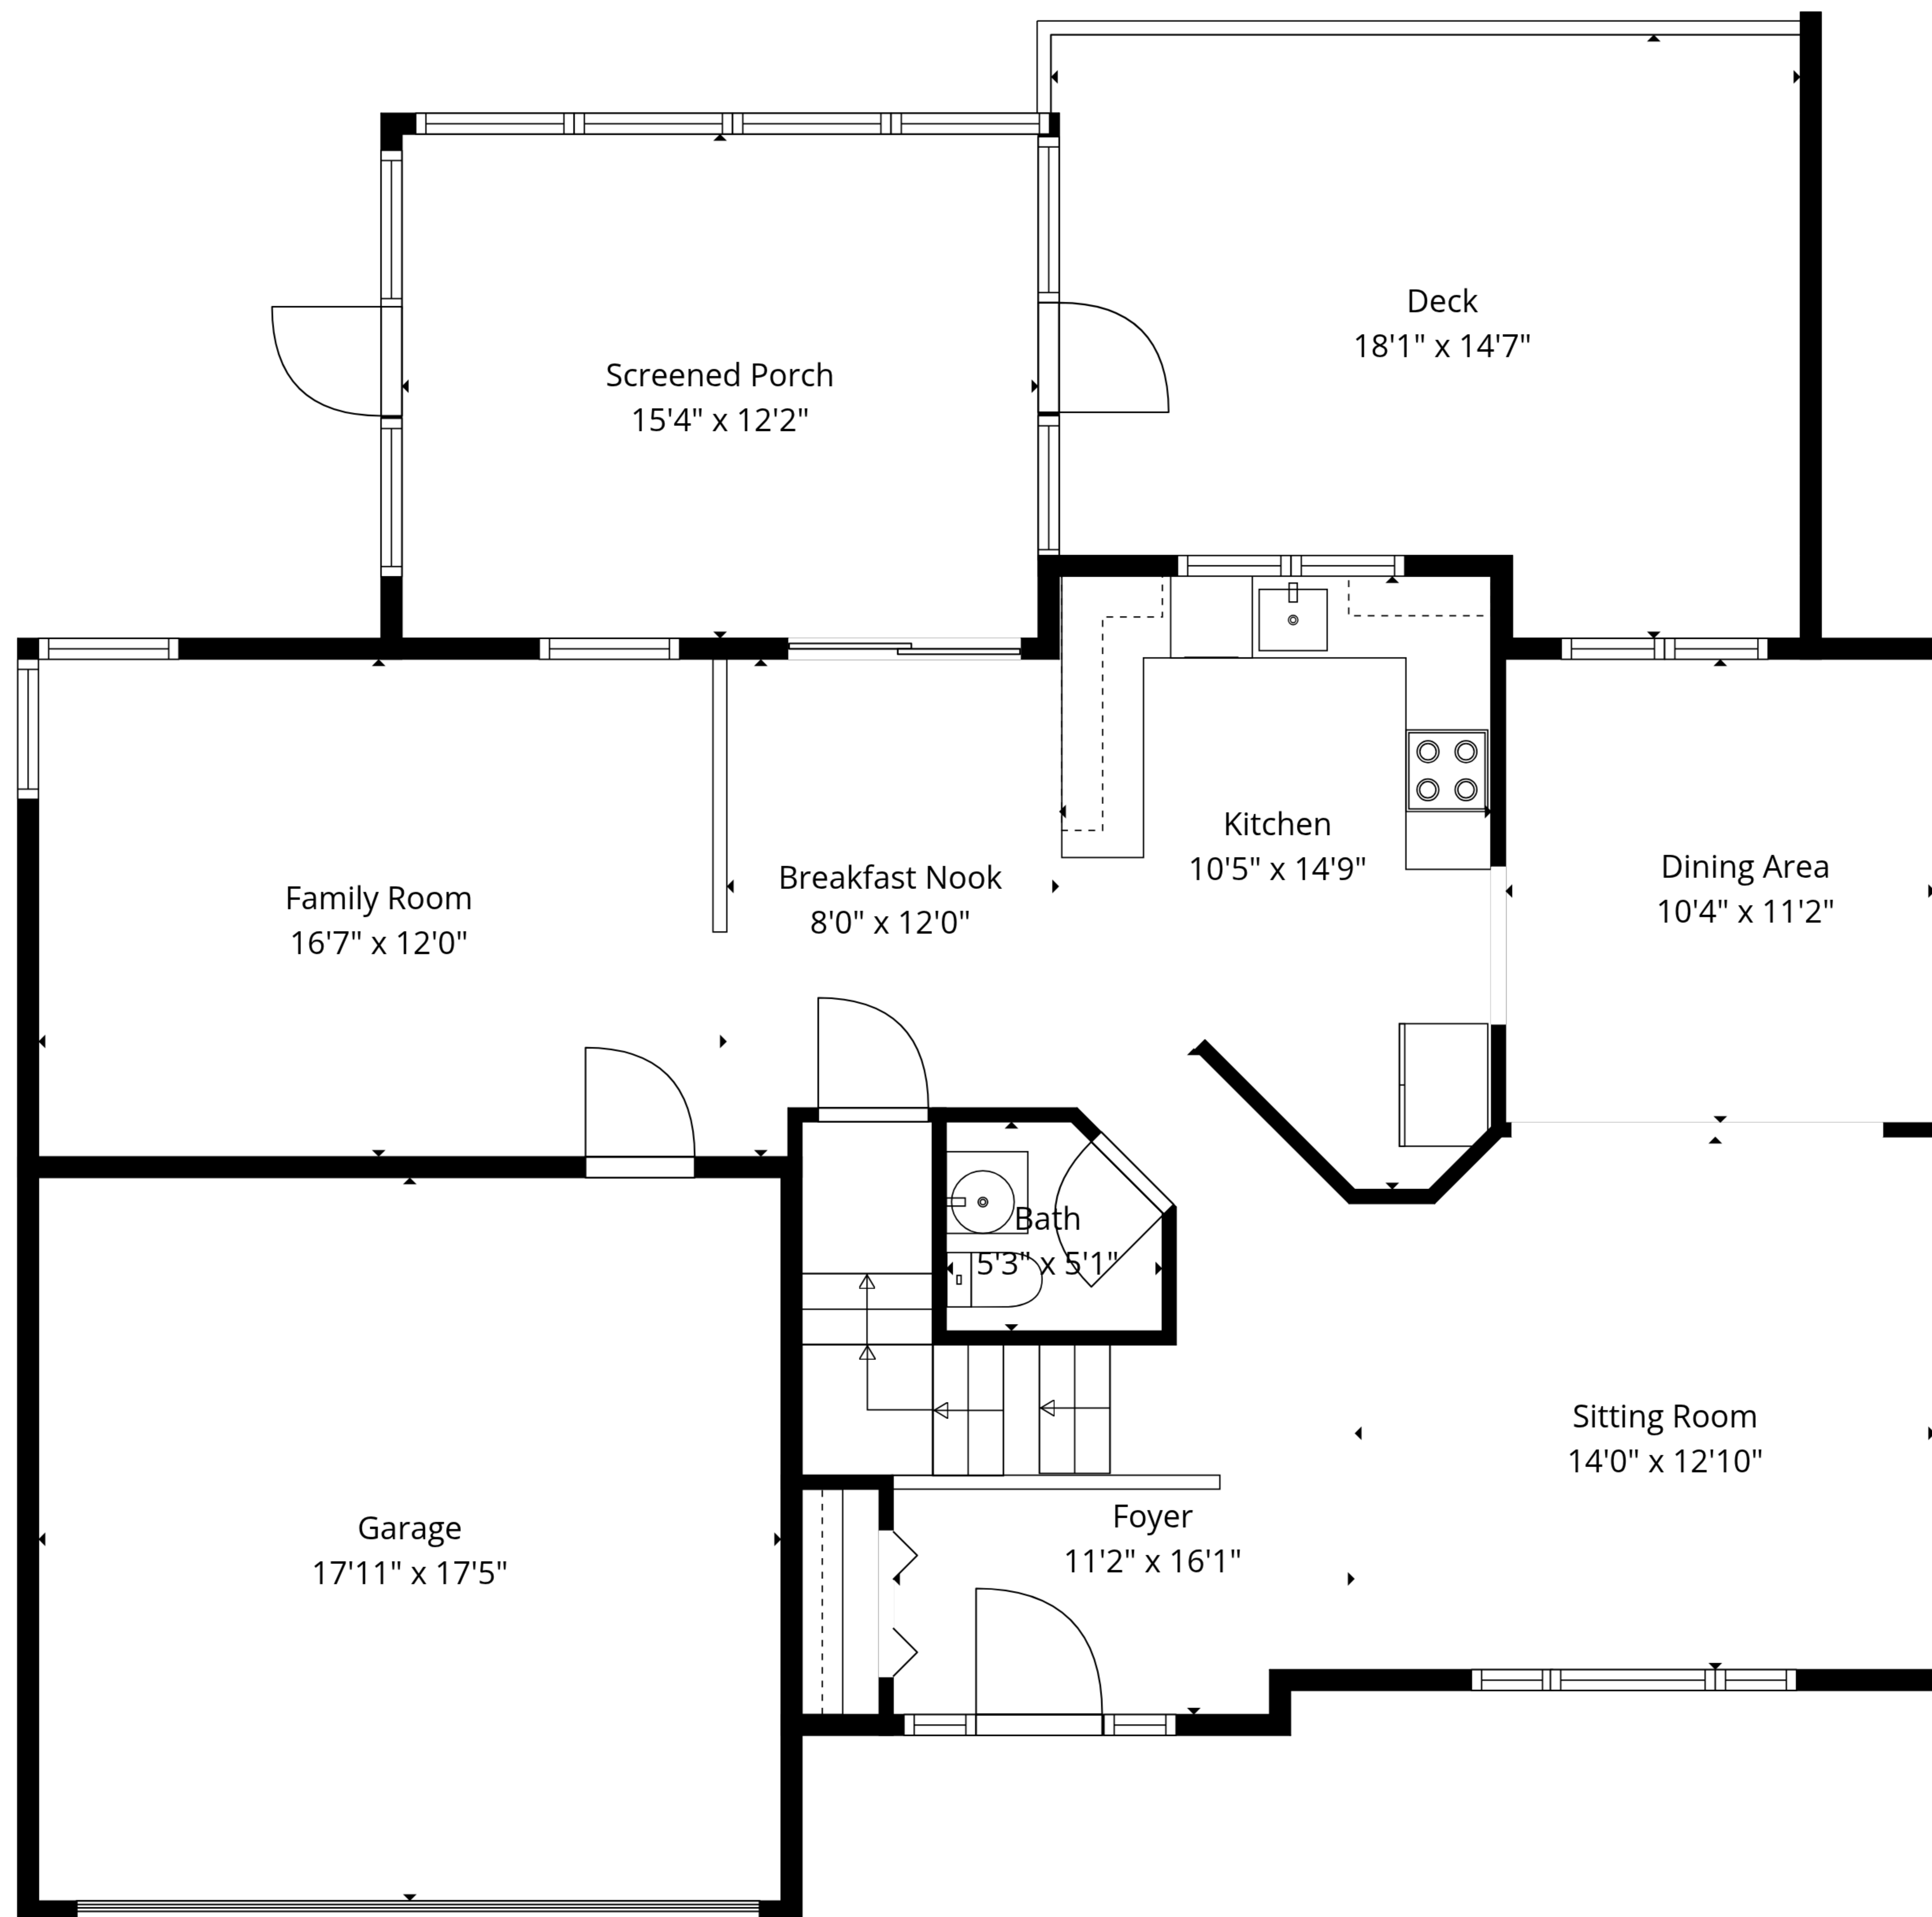 Deck
18'1" x 14'7"
Screened Porch
15'4" x 12'2"
Kitchen
10'5" x 14'9"
Dining Area
10'4" x 11'2"
Breakfast Nook
8'0" x 12'0"
Family Room
16'7" x 12'0"
Bath
5'3" x 5'1"
Sitting Room
14'0" x 12'10"
Foyer
11'2" x 16'1"
Garage
17'11" x 17'5"